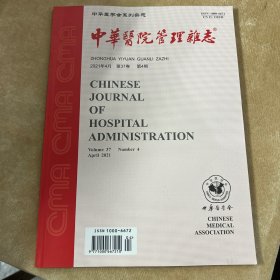 中华医学会系列杂志
ISSN 1000-6672
中華醫院管理雜志
ZHONGHUA YIYUAN GUANLI ZAZHI
2021年4月 第37卷 第4期
CHINESE
JOURNAL
OF
HOSPITAL
ADMINISTRATION
Volume 37 Number 4
April 2021
CMA CMA CMA
ISSN 1000-6672
中華醫學會
CHINESE
MEDICAL
ASSOCIATION